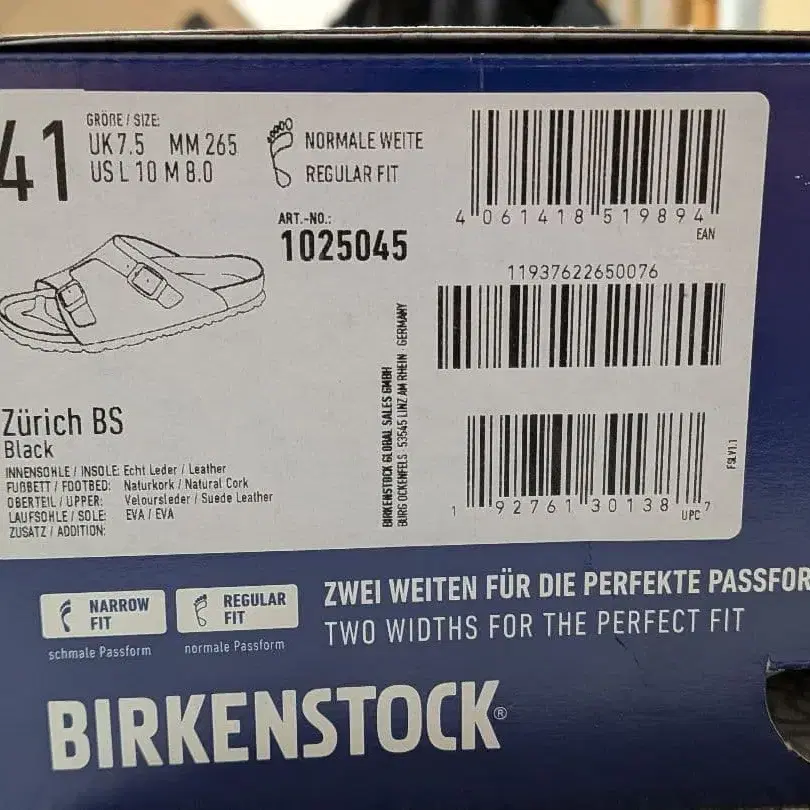 41
GRÖßE / SIZE:
UK 7.5 MM 265
US L 10 M 8.0
NORMALE WEITE
REGULAR FIT
ART.-NO.:
1025045
4 061418 519894
EAN
11937622650076
1 92761 30138 7
UPC
FSLV1.1
BIRKENSTOCK GLOBAL SALES GMBH
BURG OCKENFELS · 53545 LINZ AM RHEIN · GERMANY
Zürich BS
Black
INNENSOHLE / INSOLE: Echt Leder / Leather
FUßBETT / FOOTBED: Naturkork / Natural Cork
OBERTEIL / UPPER: Veloursleder / Suede Leather
LAUFSOHLE / SOLE: EVA / EVA
ZUSATZ / ADDITION:
NARROW
FIT
schmale Passform
REGULAR
FIT
normale Passform
ZWEI WEITEN FÜR DIE PERFEKTE PASSFOR
TWO WIDTHS FOR THE PERFECT FIT
BIRKENSTOCK®